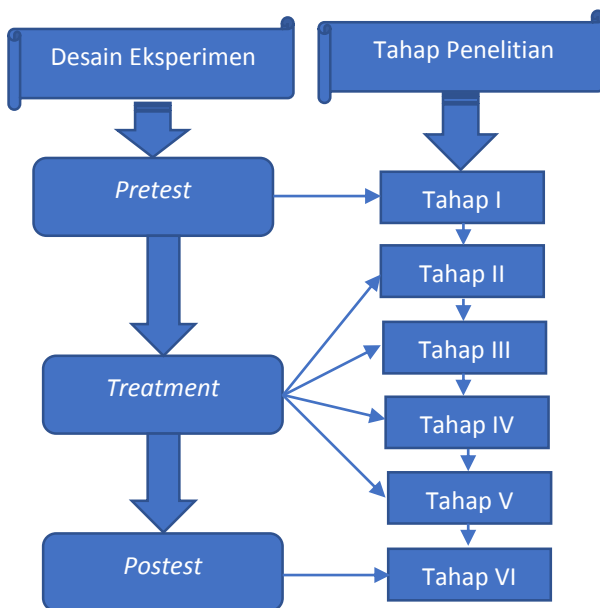 Desain Eksperimen
Tahap Penelitian
Pretest
Tahap I
Tahap II
Tahap III
Treatment
Tahap IV
Tahap V
Postest
Tahap VI